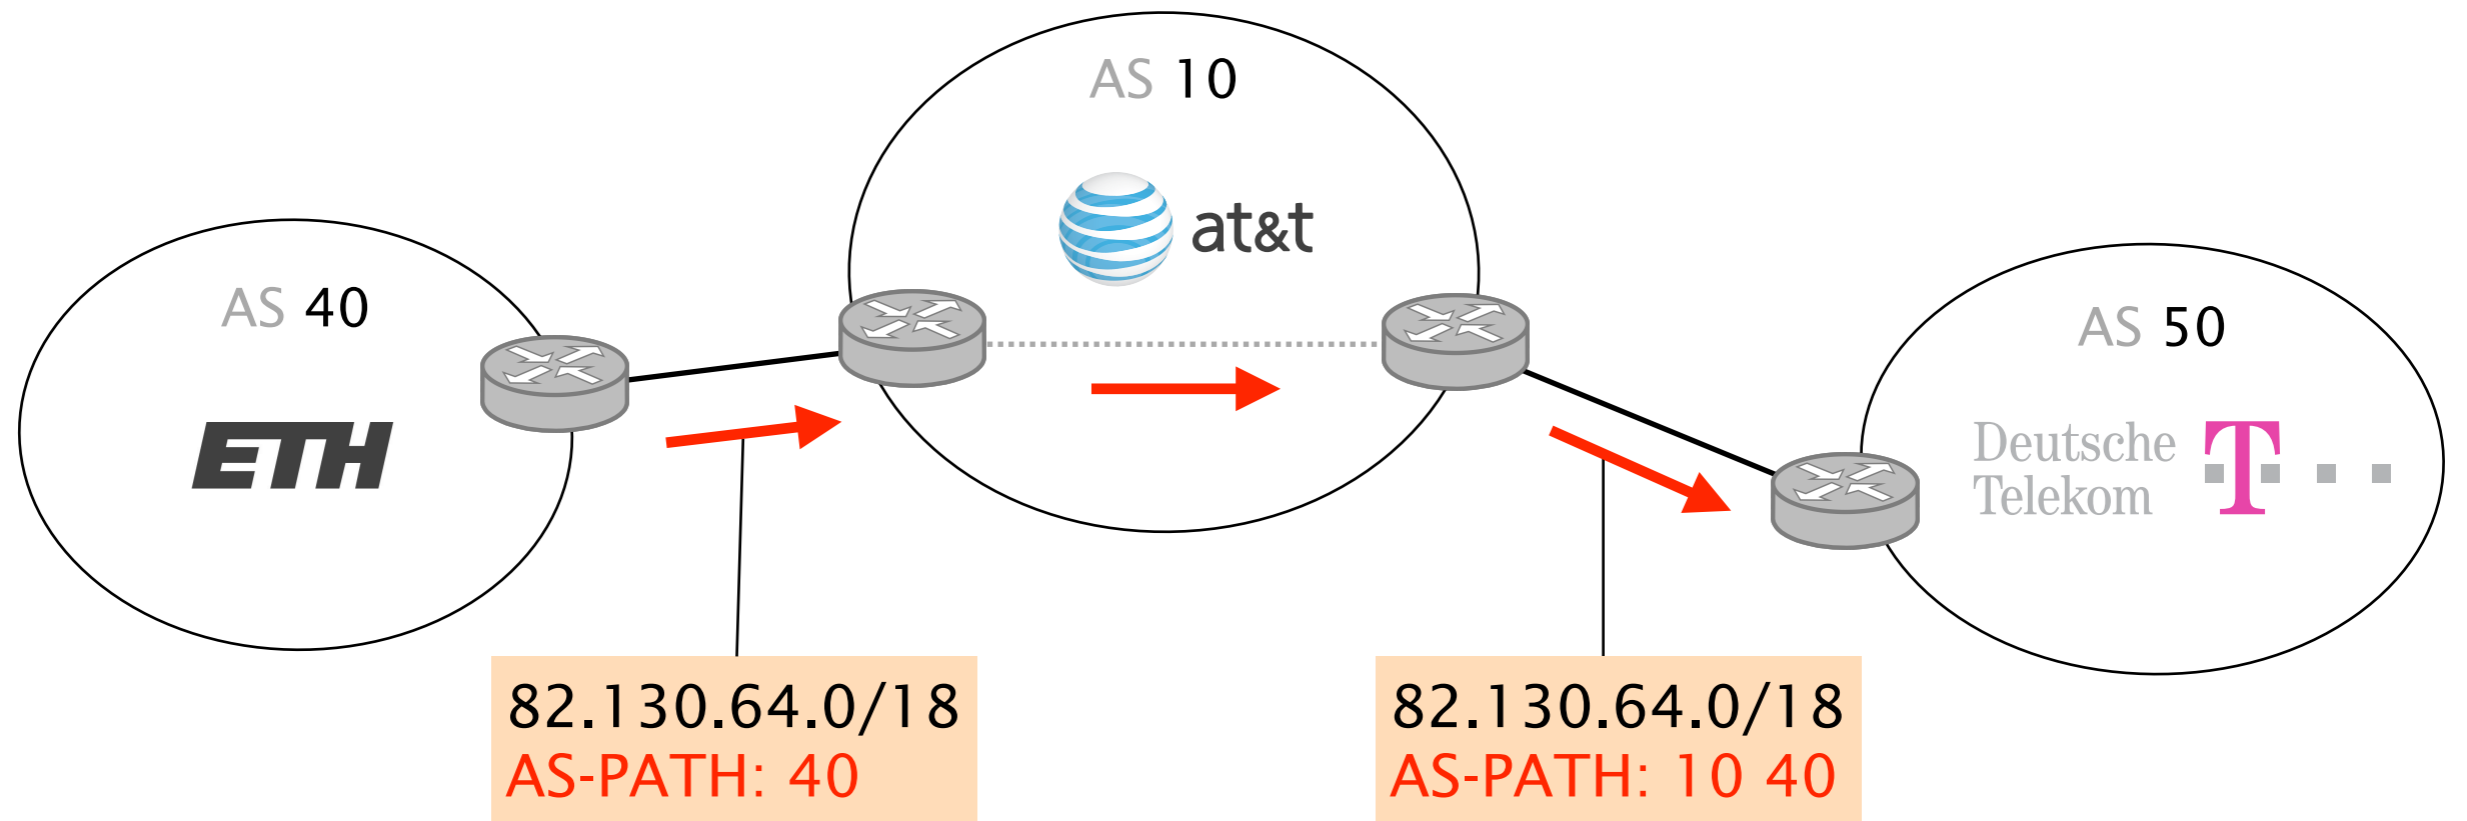 AS 10
at&t
AS 40
ETH
AS 50
Deutsche
Telekom
T
82.130.64.0/18
AS-PATH: 40
82.130.64.0/18
AS-PATH: 10 40